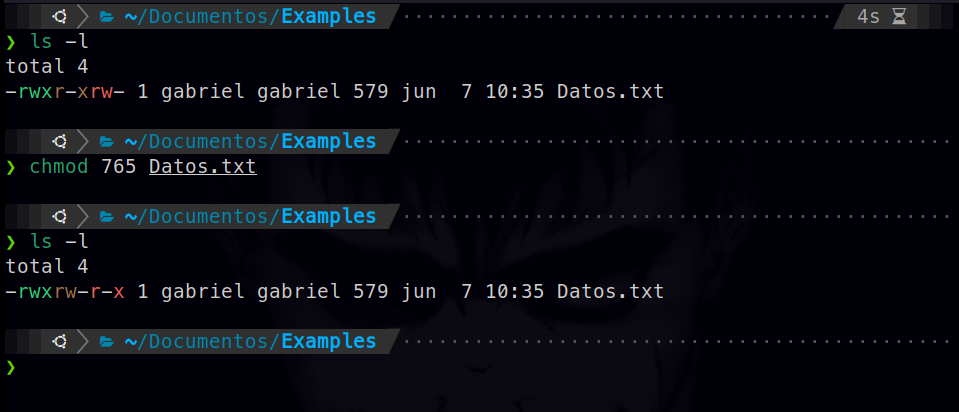 ~/Documentos/Examples 4s
❯ ls -l
total 4
-rwxr-xrw- 1 gabriel gabriel 579 jun  7 10:35 Datos.txt
~/Documentos/Examples
❯ chmod 765 Datos.txt
~/Documentos/Examples
❯ ls -l
total 4
-rwxrw-r-x 1 gabriel gabriel 579 jun  7 10:35 Datos.txt
~/Documentos/Examples
❯